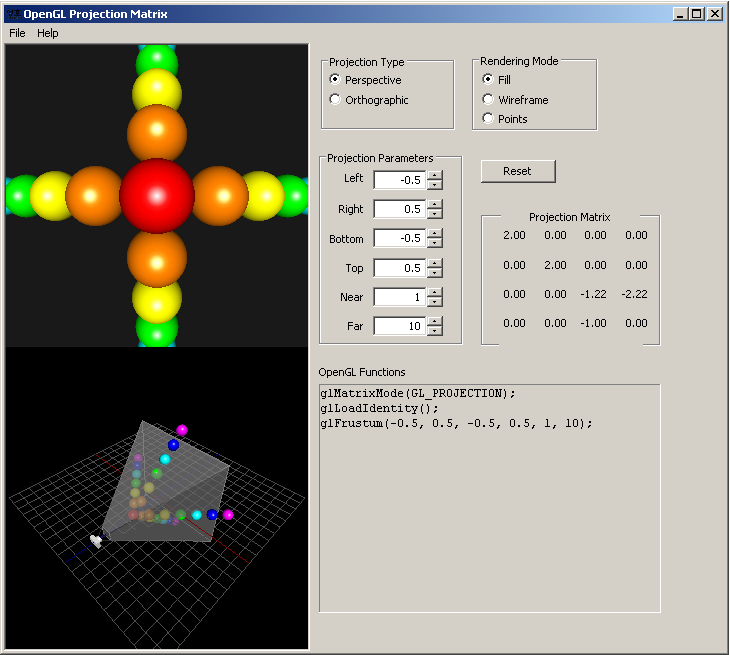 OpenGL Projection Matrix
File Help
Projection Type
Perspective
Orthographic
Rendering Mode
Fill
Wireframe
Points
Projection Parameters
Left -0.5
Right 0.5
Bottom -0.5
Top 0.5
Near 1
Far 10
Reset
Projection Matrix
2.00 0.00 0.00 0.00
0.00 2.00 0.00 0.00
0.00 0.00 -1.22 -2.22
0.00 0.00 -1.00 0.00
OpenGL Functions
glMatrixMode(GL_PROJECTION);
glLoadIdentity();
glFrustum(-0.5, 0.5, -0.5, 0.5, 1, 10);